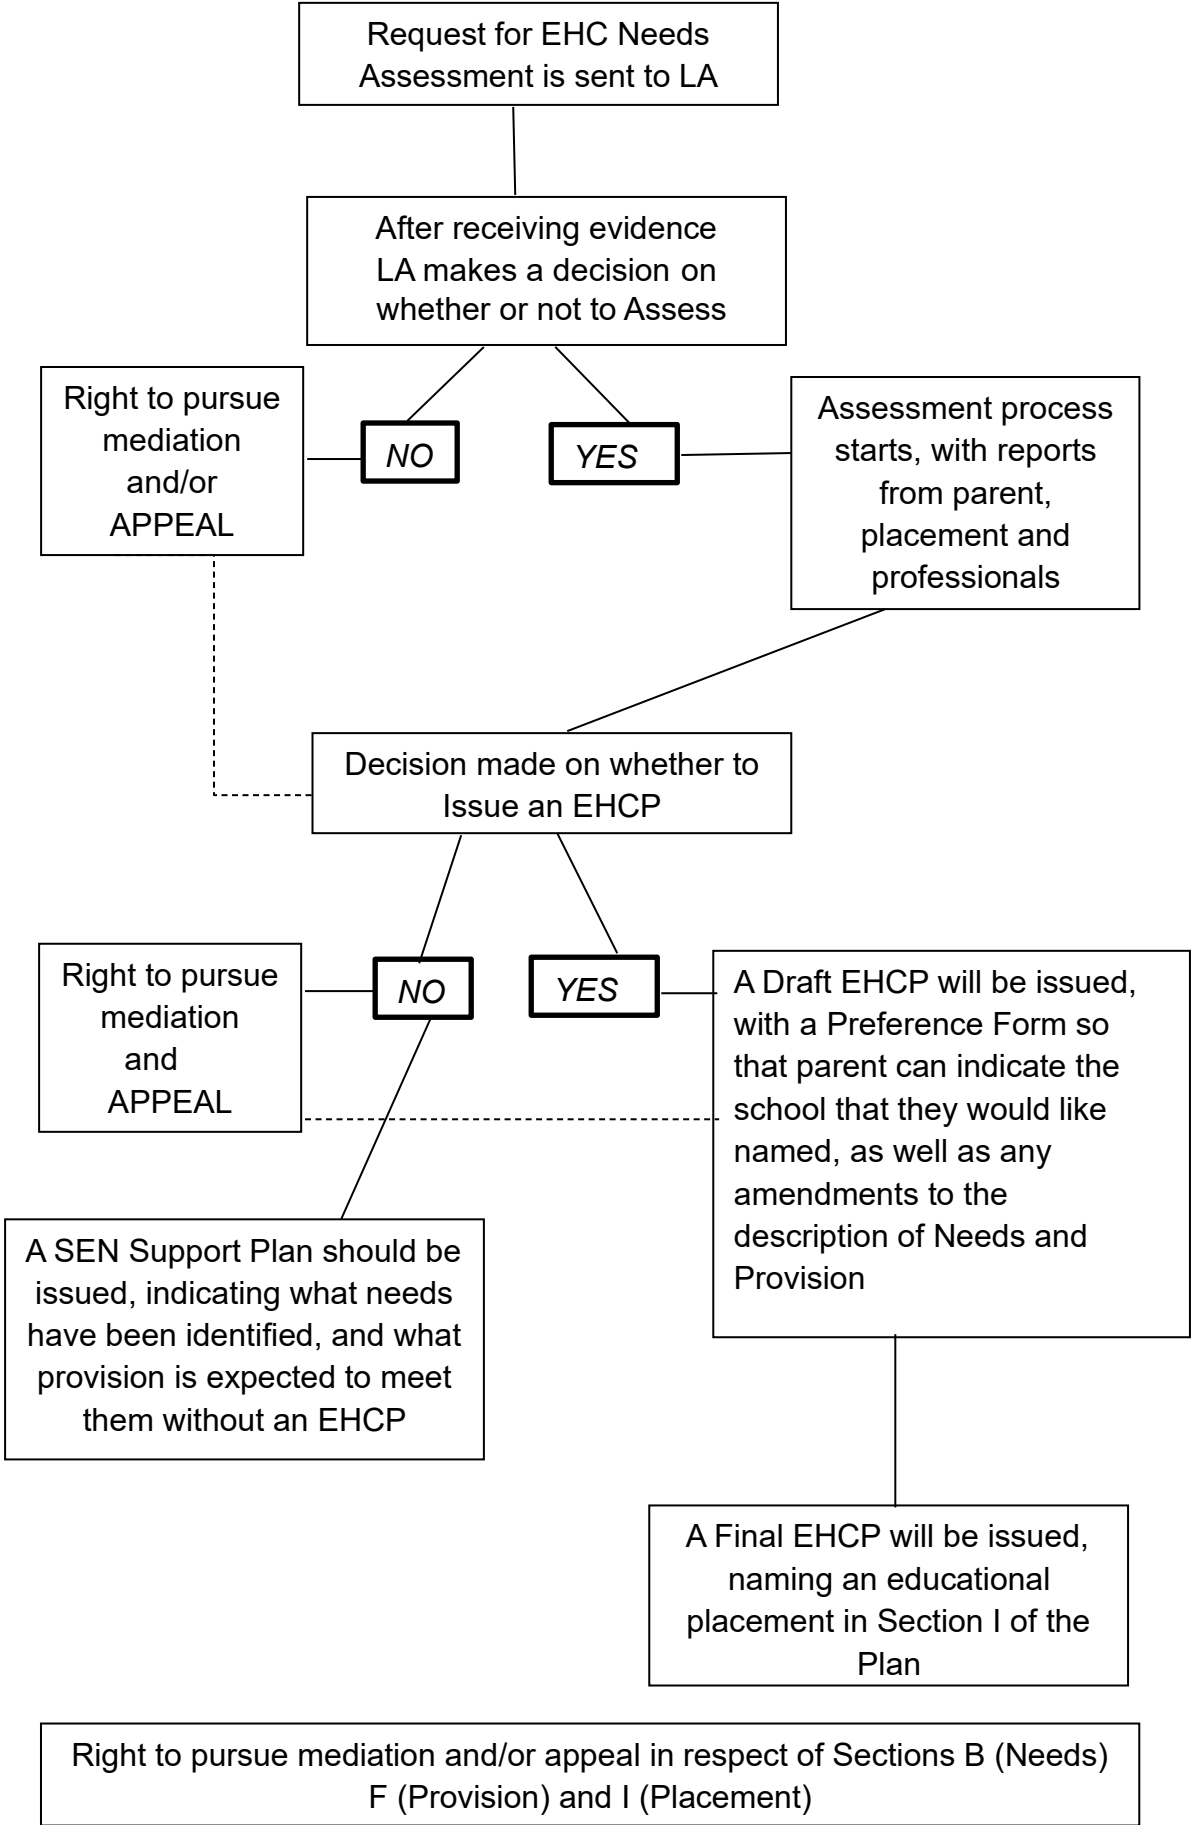 Request for EHC Needs
Assessment is sent to LA
After receiving evidence
LA makes a decision on
whether or not to Assess
Right to pursue
mediation
and/or
APPEAL
NO
YES
Assessment process
starts, with reports
from parent,
placement and
professionals
Decision made on whether to
Issue an EHCP
Right to pursue
mediation
and
APPEAL
NO
YES
A Draft EHCP will be issued,
with a Preference Form so
that parent can indicate the
school that they would like
named, as well as any
amendments to the
description of Needs and
Provision
A SEN Support Plan should be
issued, indicating what needs
have been identified, and what
provision is expected to meet
them without an EHCP
A Final EHCP will be issued,
naming an educational
placement in Section I of the
Plan
Right to pursue mediation and/or appeal in respect of Sections B (Needs)
F (Provision) and I (Placement)